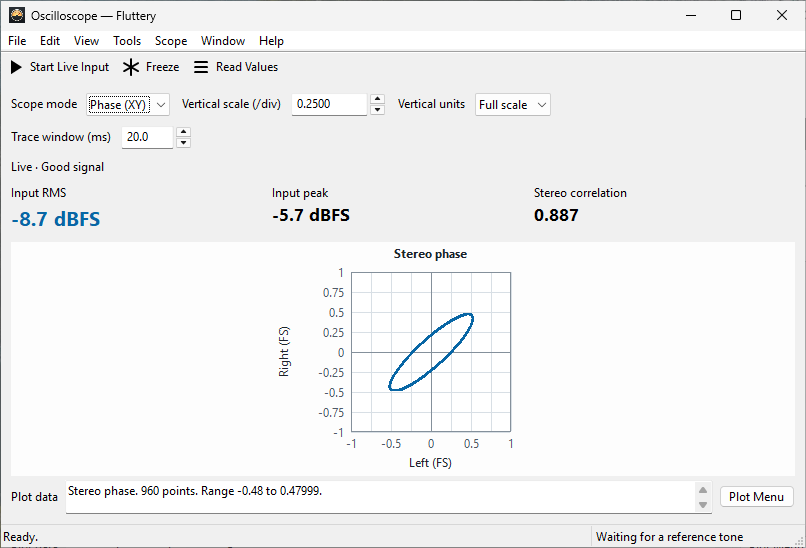 Oscilloscope — Fluttery
File Edit View Tools Scope Window Help
Start Live Input Freeze Read Values
Scope mode Phase (XY) Vertical scale (/div) 0.2500 Vertical units Full scale
Trace window (ms) 20.0
Live · Good signal
Input RMS Input peak Stereo correlation
-8.7 dBFS -5.7 dBFS 0.887
Stereo phase
1
0.75
0.5
0.25
0
-0.25
-0.5
-0.75
-1
Right (FS)
-1 -0.5 0 0.5 1
Left (FS)
Plot data Stereo phase. 960 points. Range -0.48 to 0.47999. Plot Menu
Ready. Waiting for a reference tone